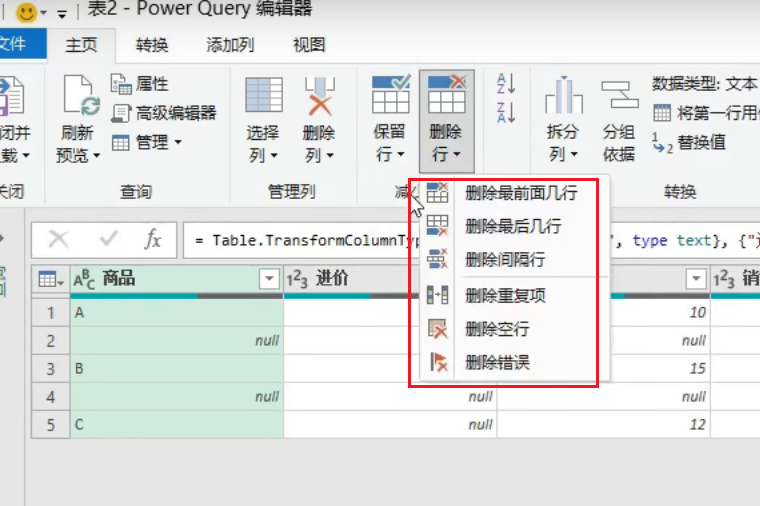 表2 - Power Query 编辑器
文件 主页 转换 添加列 视图
属性
高级编辑器
管理
刷新
预览
选择
列
删除
列
保留
行
删除
行
拆分
列
分组
依据
数据类型: 文本
将第一行用
替换值
关闭 查询 管理列 减 转换
删除最前面几行
删除最后几行
删除间隔行
删除重复项
删除空行
删除错误
fx = Table.TransformColumnTyp ", type text}, {"
ABC 商品 123 进价 123 销
1 A 10
2 null null
3 B 15
4 null null null
5 C null 12